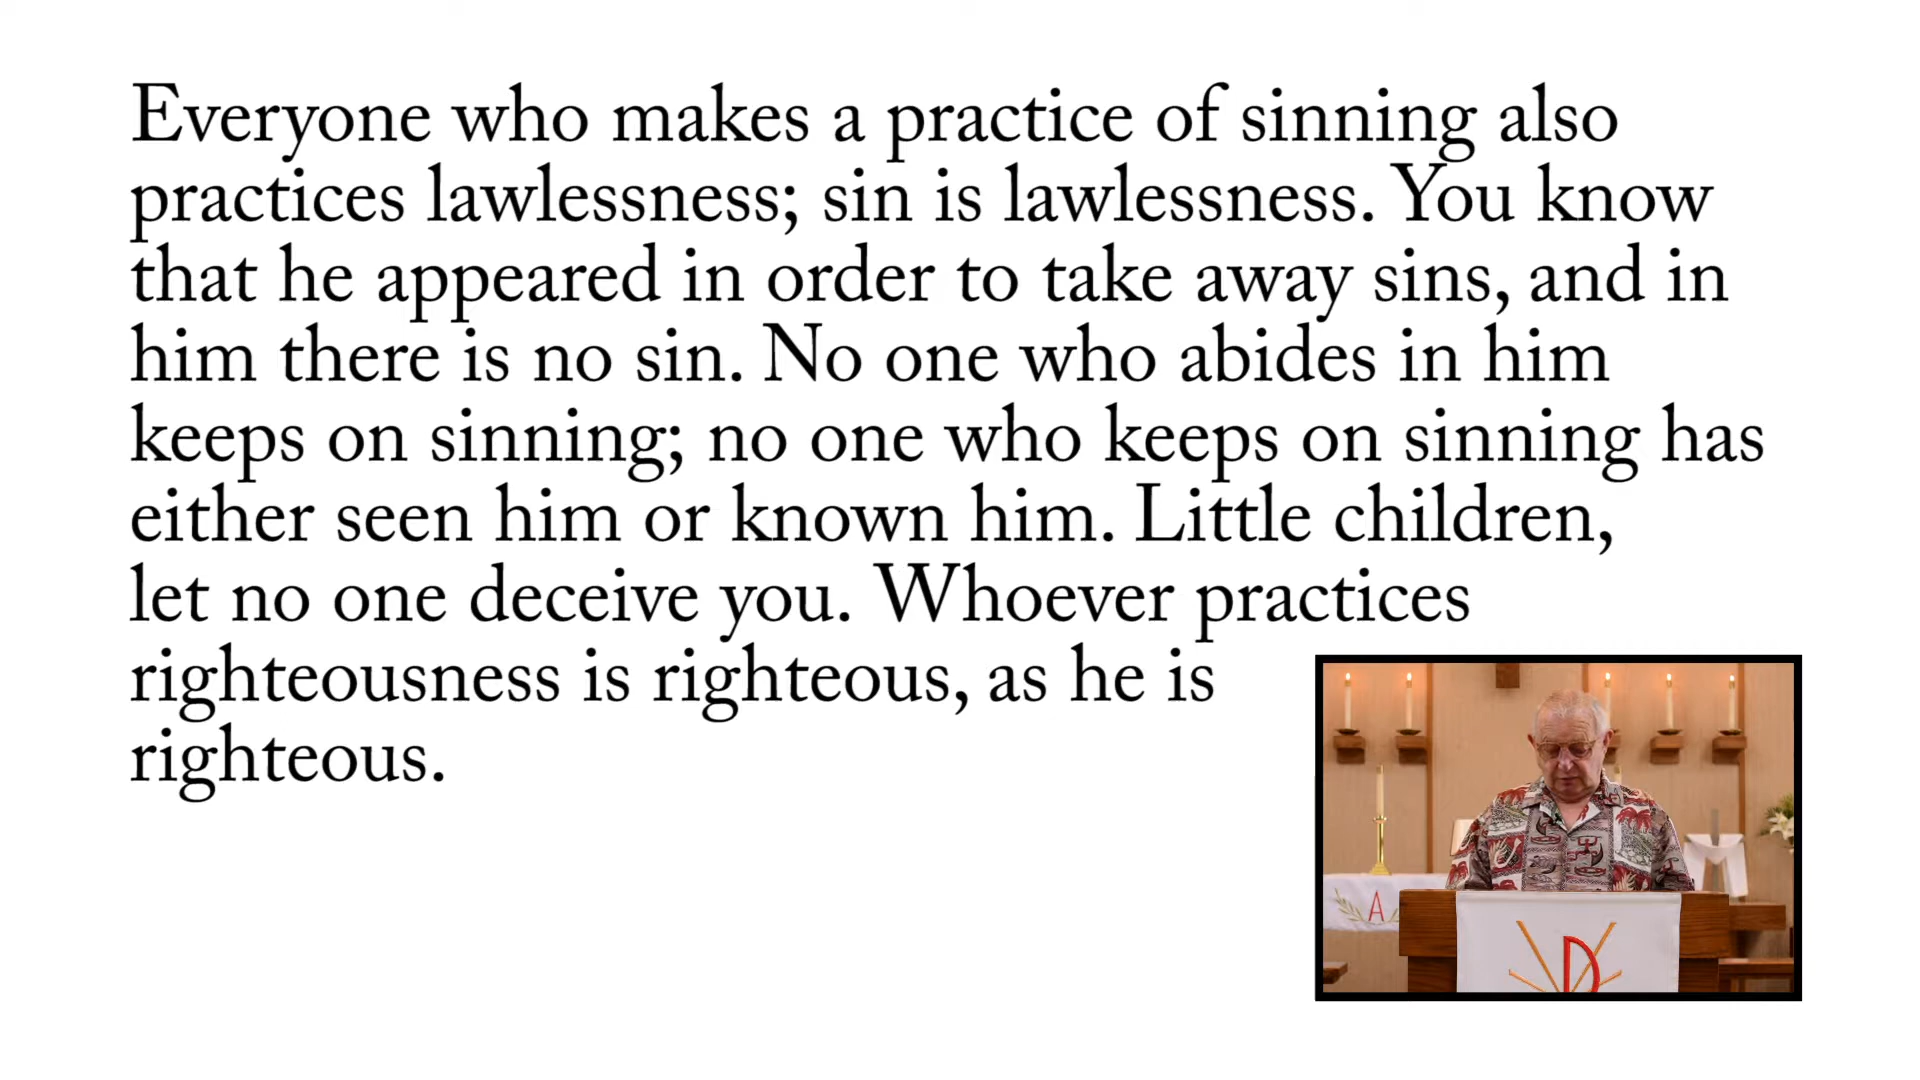 Everyone who makes a practice of sinning also
practices lawlessness; sin is lawlessness. You know
that he appeared in order to take away sins, and in
him there is no sin. No one who abides in him
keeps on sinning; no one who keeps on sinning has
either seen him or known him. Little children,
let no one deceive you. Whoever practices
righteousness is righteous, as he is
righteous.
A